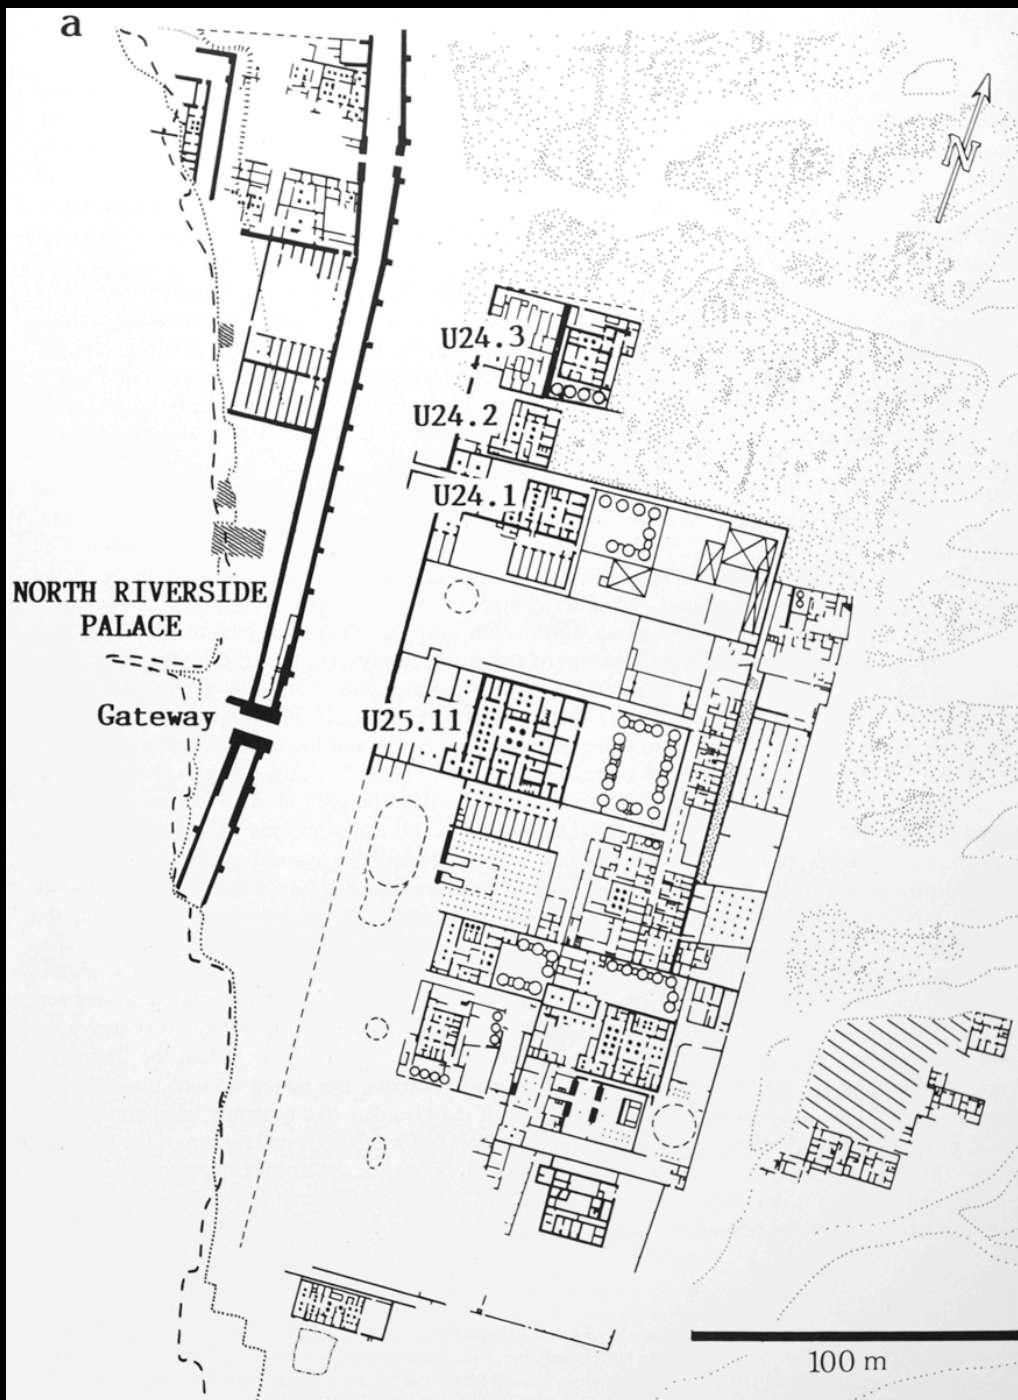 a
N
U24.3
U24.2
U24.1
NORTH RIVERSIDE
PALACE
Gateway
U25.11
100 m